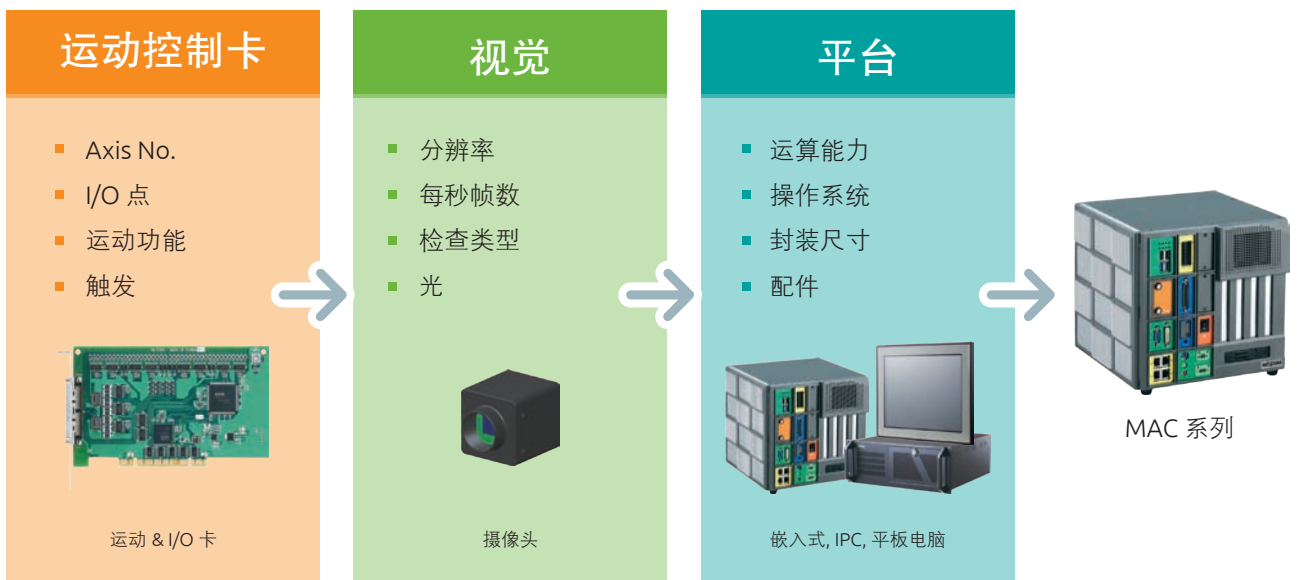 运动控制卡
Axis No.
I/O 点
运动功能
触发
运动 & I/O 卡
视觉
分辨率
每秒帧数
检查类型
光
摄像头
平台
运算能力
操作系统
封装尺寸
配件
嵌入式, IPC, 平板电脑
MAC 系列